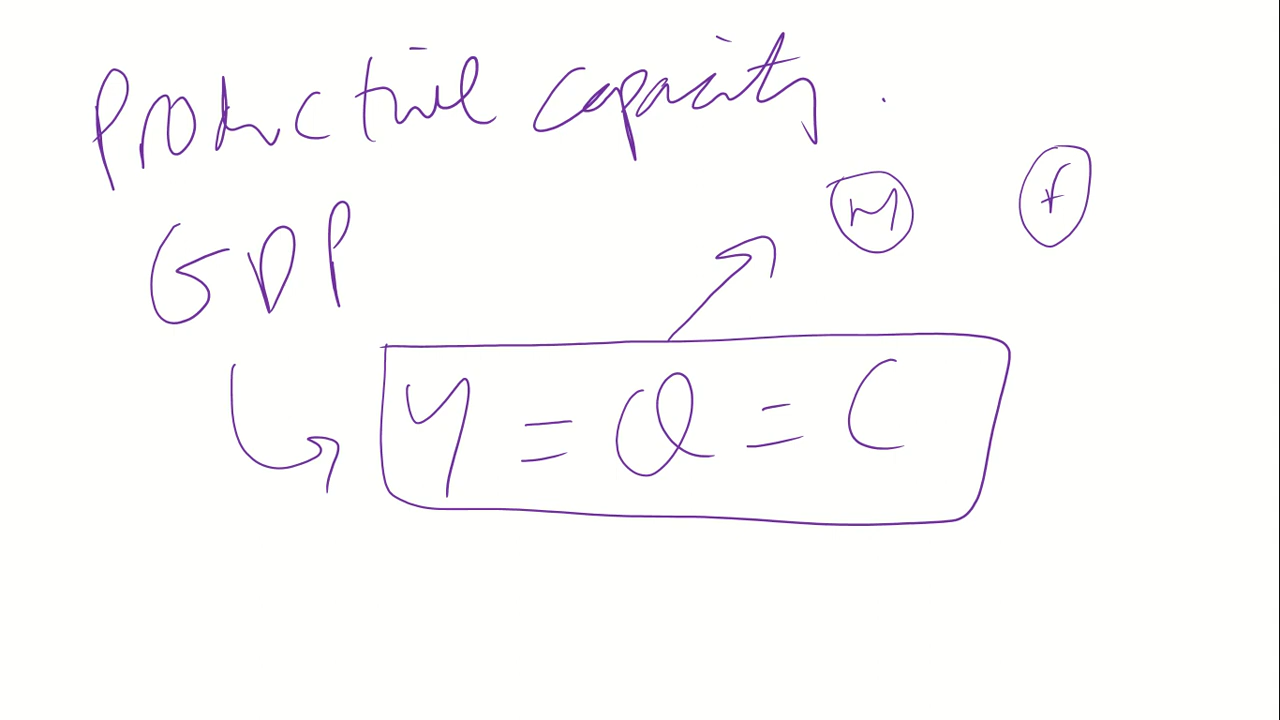 Productive capacity.
M F
GDP
Y = Q = C